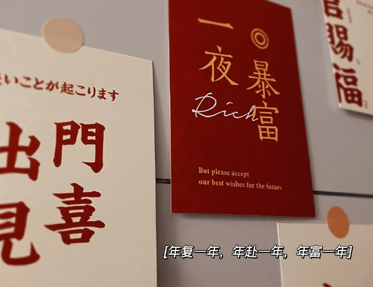 いことが起こります
門喜
出見
一夜
暴富
Rich
But please accept
our best wishes for the future
官賜福
[年复一年，年赴一年，年富一年]